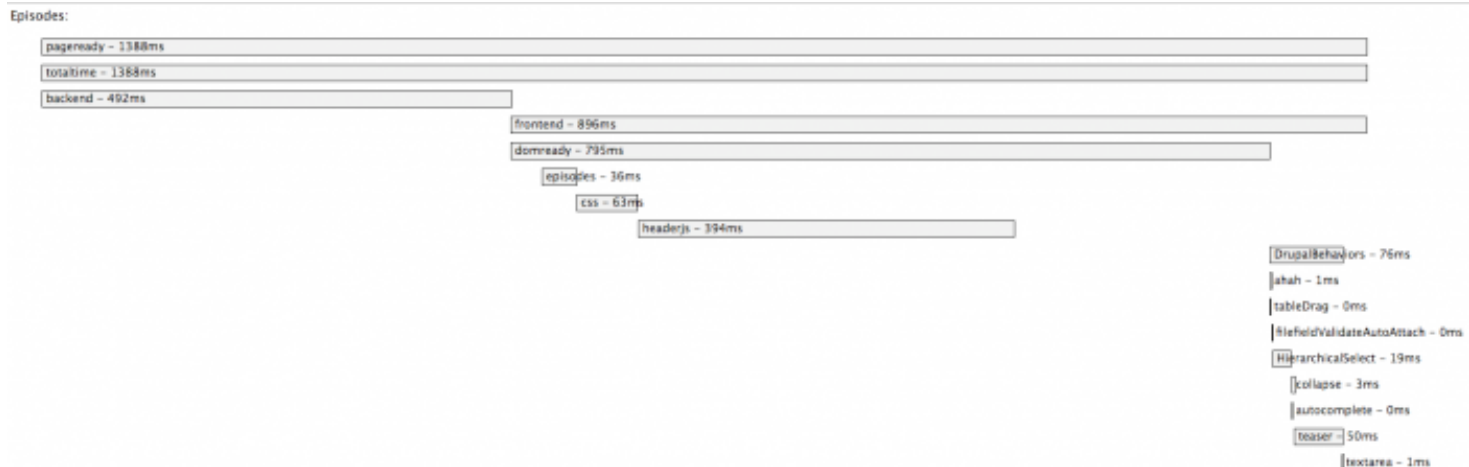 Episodes:
pageready – 1388ms
totaltime – 1388ms
backend – 492ms
frontend – 896ms
domready – 795ms
episodes – 36ms
css – 63ms
headerjs – 394ms
DrupalBehaviors – 76ms
ahah – 1ms
tableDrag – 0ms
filefieldValidateAutoAttach – 0ms
HierarchicalSelect – 19ms
collapse – 3ms
autocomplete – 0ms
teaser – 50ms
textarea – 1ms